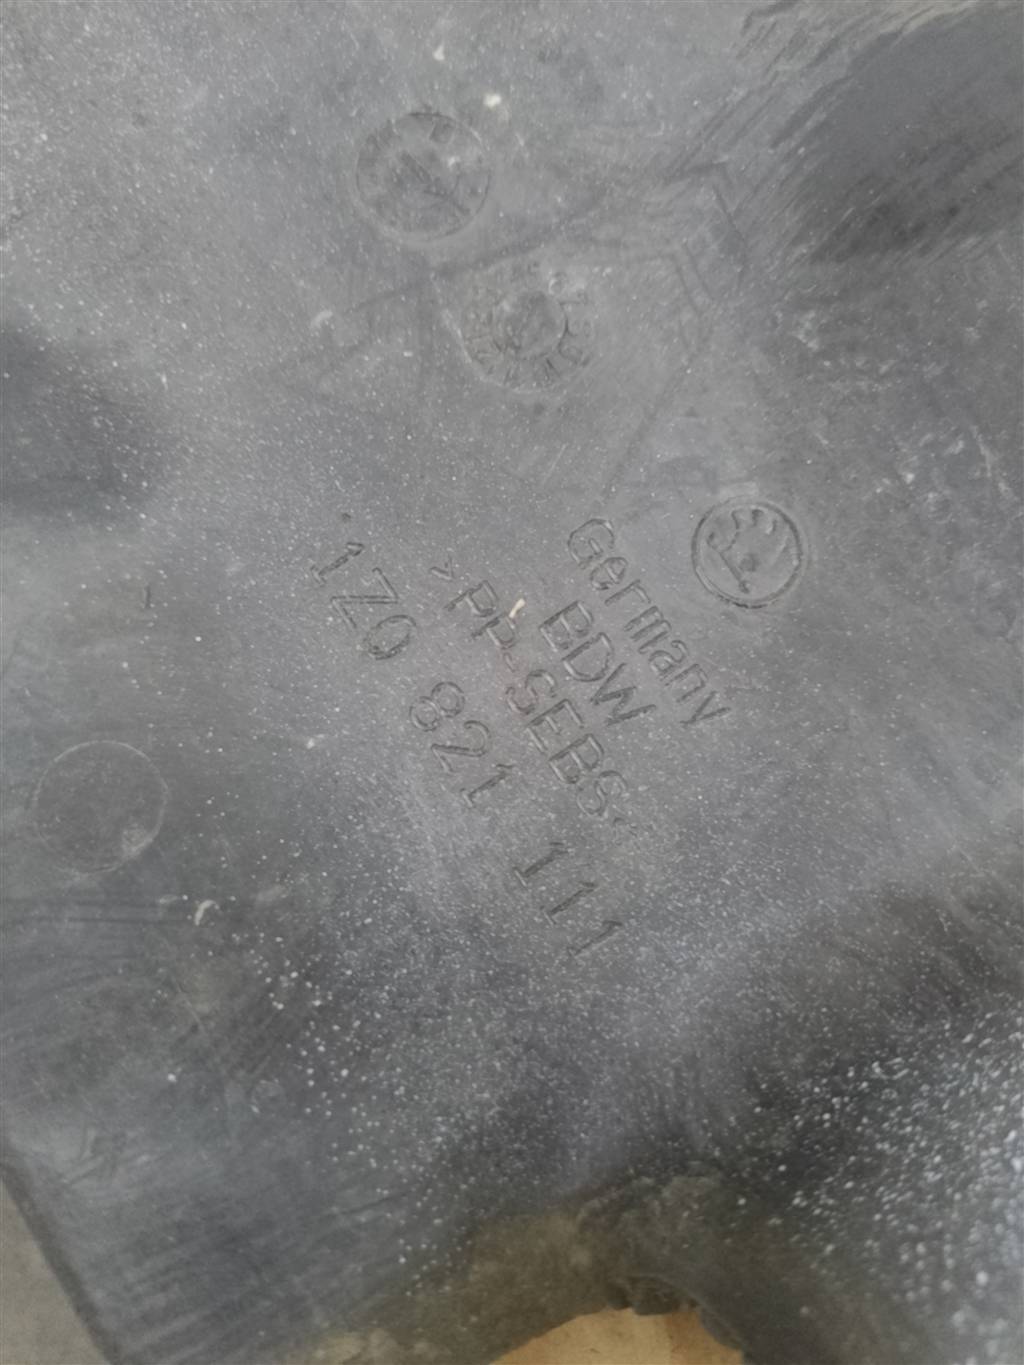 Germany
BDW
>PP-SEBS<
1Z0 821 111